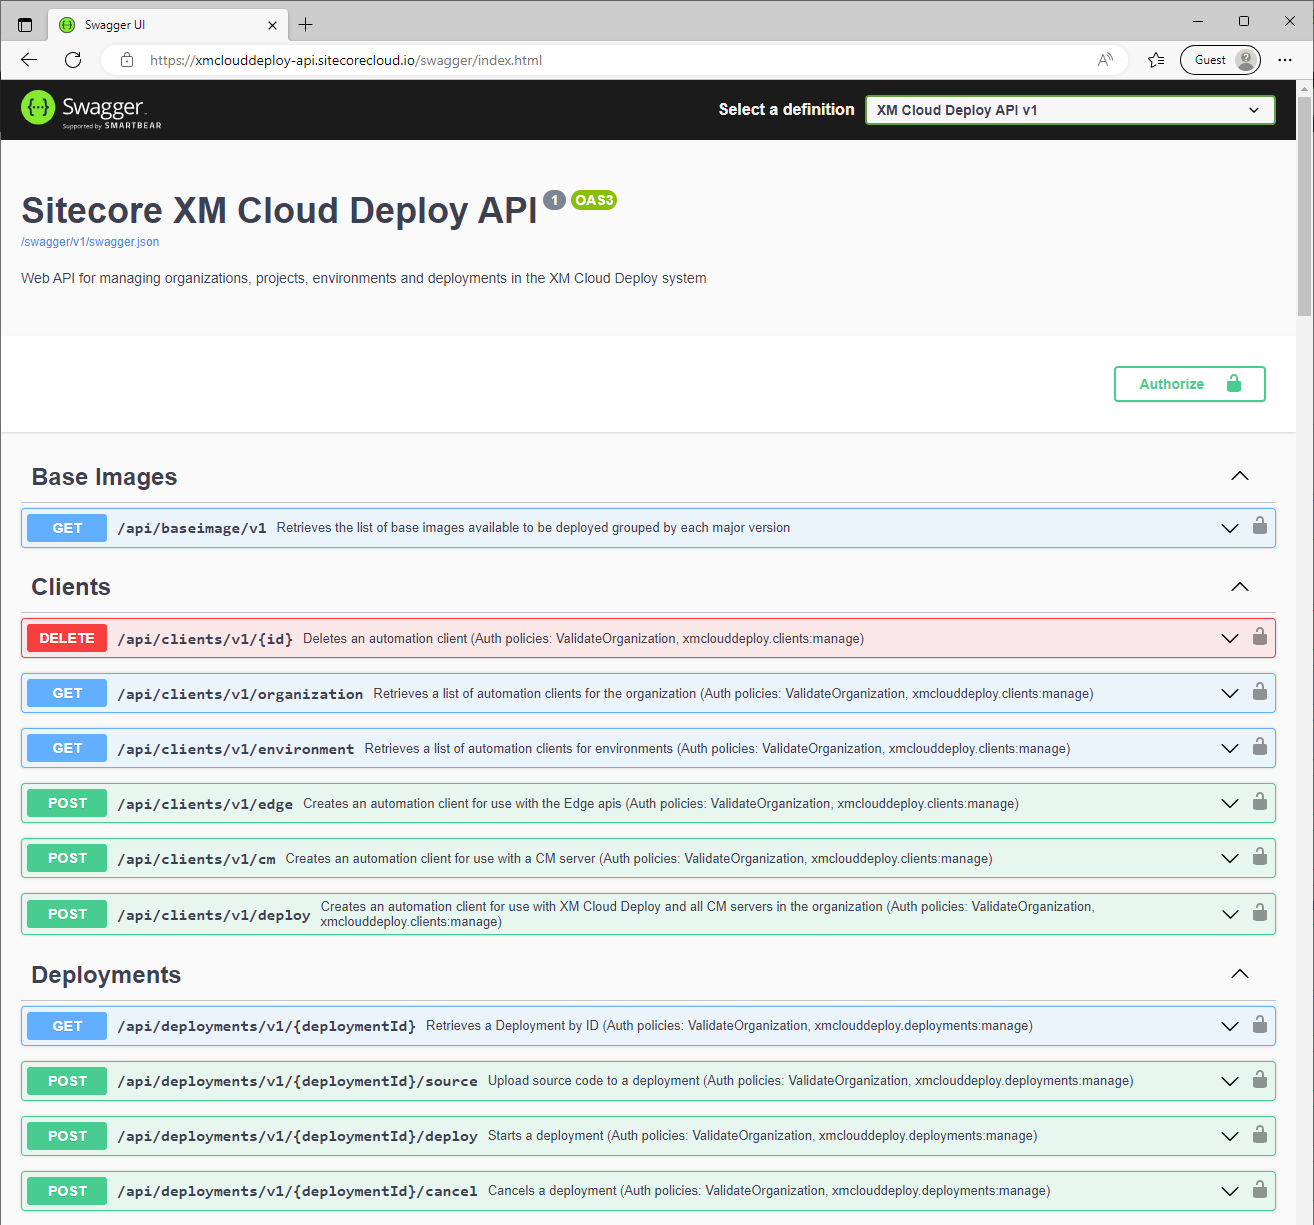 Swagger UI
https://xmclouddeploy-api.sitecorecloud.io/swagger/index.html
Guest
Swagger
Supported by SMARTBEAR
Select a definition
XM Cloud Deploy API v1
Sitecore XM Cloud Deploy API 1 OAS3
/swagger/v1/swagger.json
Web API for managing organizations, projects, environments and deployments in the XM Cloud Deploy system
Authorize
Base Images
GET /api/baseimage/v1 Retrieves the list of base images available to be deployed grouped by each major version
Clients
DELETE /api/clients/v1/{id} Deletes an automation client (Auth policies: ValidateOrganization, xmclouddeploy.clients:manage)
GET /api/clients/v1/organization Retrieves a list of automation clients for the organization (Auth policies: ValidateOrganization, xmclouddeploy.clients:manage)
GET /api/clients/v1/environment Retrieves a list of automation clients for environments (Auth policies: ValidateOrganization, xmclouddeploy.clients:manage)
POST /api/clients/v1/edge Creates an automation client for use with the Edge apis (Auth policies: ValidateOrganization, xmclouddeploy.clients:manage)
POST /api/clients/v1/cm Creates an automation client for use with a CM server (Auth policies: ValidateOrganization, xmclouddeploy.clients:manage)
POST /api/clients/v1/deploy Creates an automation client for use with XM Cloud Deploy and all CM servers in the organization (Auth policies: ValidateOrganization,
xmclouddeploy.clients:manage)
Deployments
GET /api/deployments/v1/{deploymentId} Retrieves a Deployment by ID (Auth policies: ValidateOrganization, xmclouddeploy.deployments:manage)
POST /api/deployments/v1/{deploymentId}/source Upload source code to a deployment (Auth policies: ValidateOrganization, xmclouddeploy.deployments:manage)
POST /api/deployments/v1/{deploymentId}/deploy Starts a deployment (Auth policies: ValidateOrganization, xmclouddeploy.deployments:manage)
POST /api/deployments/v1/{deploymentId}/cancel Cancels a deployment (Auth policies: ValidateOrganization, xmclouddeploy.deployments:manage)